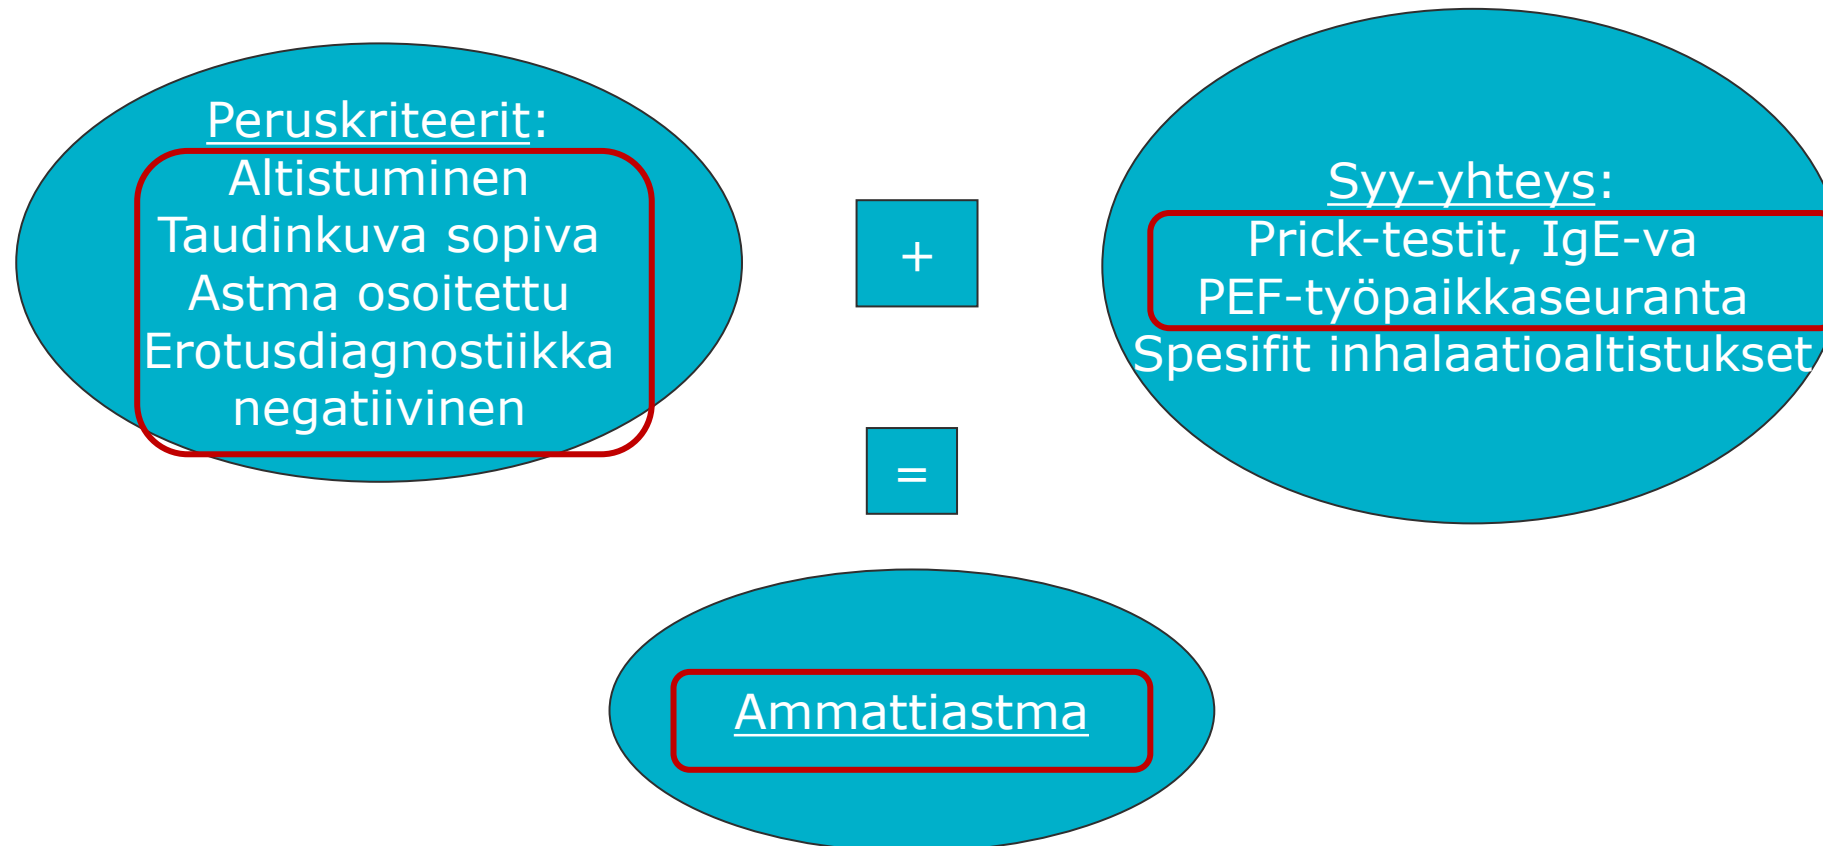 Peruskriteerit:
Altistuminen
Taudinkuva sopiva
Astma osoitettu
Erotusdiagnostiikka
negatiivinen
+
Syy-yhteys:
Prick-testit, IgE-va
PEF-työpaikkaseuranta
Spesifit inhalaatioaltistukset
=
Ammattiastma